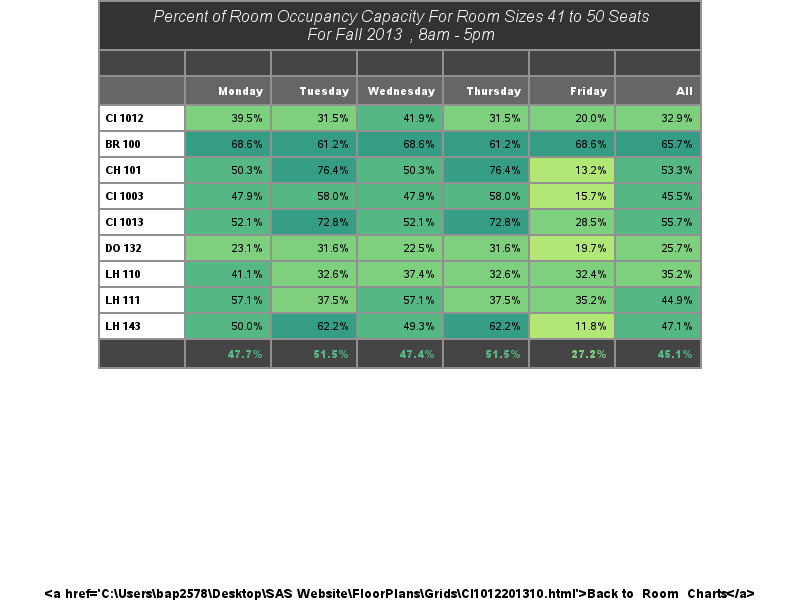 Percent of Room Occupancy Capacity For Room Sizes 41 to 50 Seats
For Fall 2013 , 8am - 5pm
Monday Tuesday Wednesday Thursday Friday All
CI 1012 39.5% 31.5% 41.9% 31.5% 20.0% 32.9%
BR 100 68.6% 61.2% 68.6% 61.2% 68.6% 65.7%
CH 101 50.3% 76.4% 50.3% 76.4% 13.2% 53.3%
CI 1003 47.9% 58.0% 47.9% 58.0% 15.7% 45.5%
CI 1013 52.1% 72.8% 52.1% 72.8% 28.5% 55.7%
DO 132 23.1% 31.6% 22.5% 31.6% 19.7% 25.7%
LH 110 41.1% 32.6% 37.4% 32.6% 32.4% 35.2%
LH 111 57.1% 37.5% 57.1% 37.5% 35.2% 44.9%
LH 143 50.0% 62.2% 49.3% 62.2% 11.8% 47.1%
47.7% 51.5% 47.4% 51.5% 27.2% 45.1%
<a href='C:\Users\bap2578\Desktop\SAS Website\FloorPlans\Grids\CI1012201310.html'>Back to Room Charts</a>